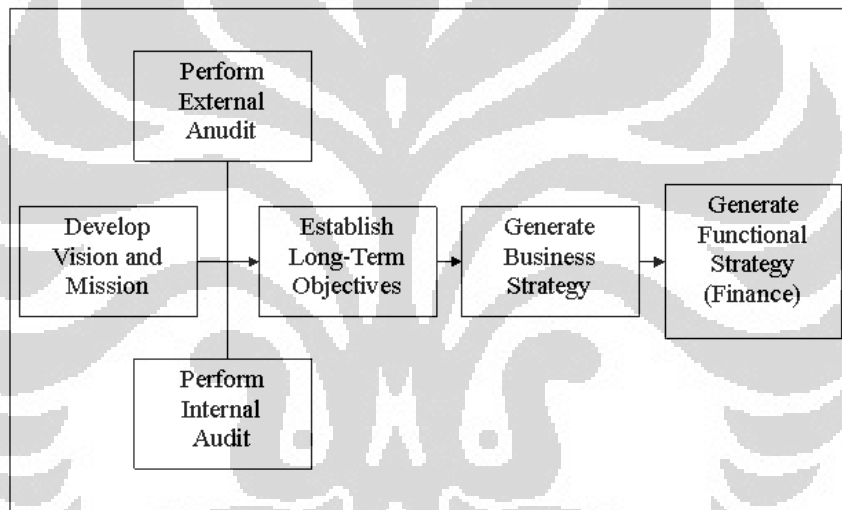 Perform
External
Anudit
Develop
Vision and
Mission
Establish
Long-Term
Objectives
Generate
Business
Strategy
Generate
Functional
Strategy
(Finance)
Perform
Internal
Audit